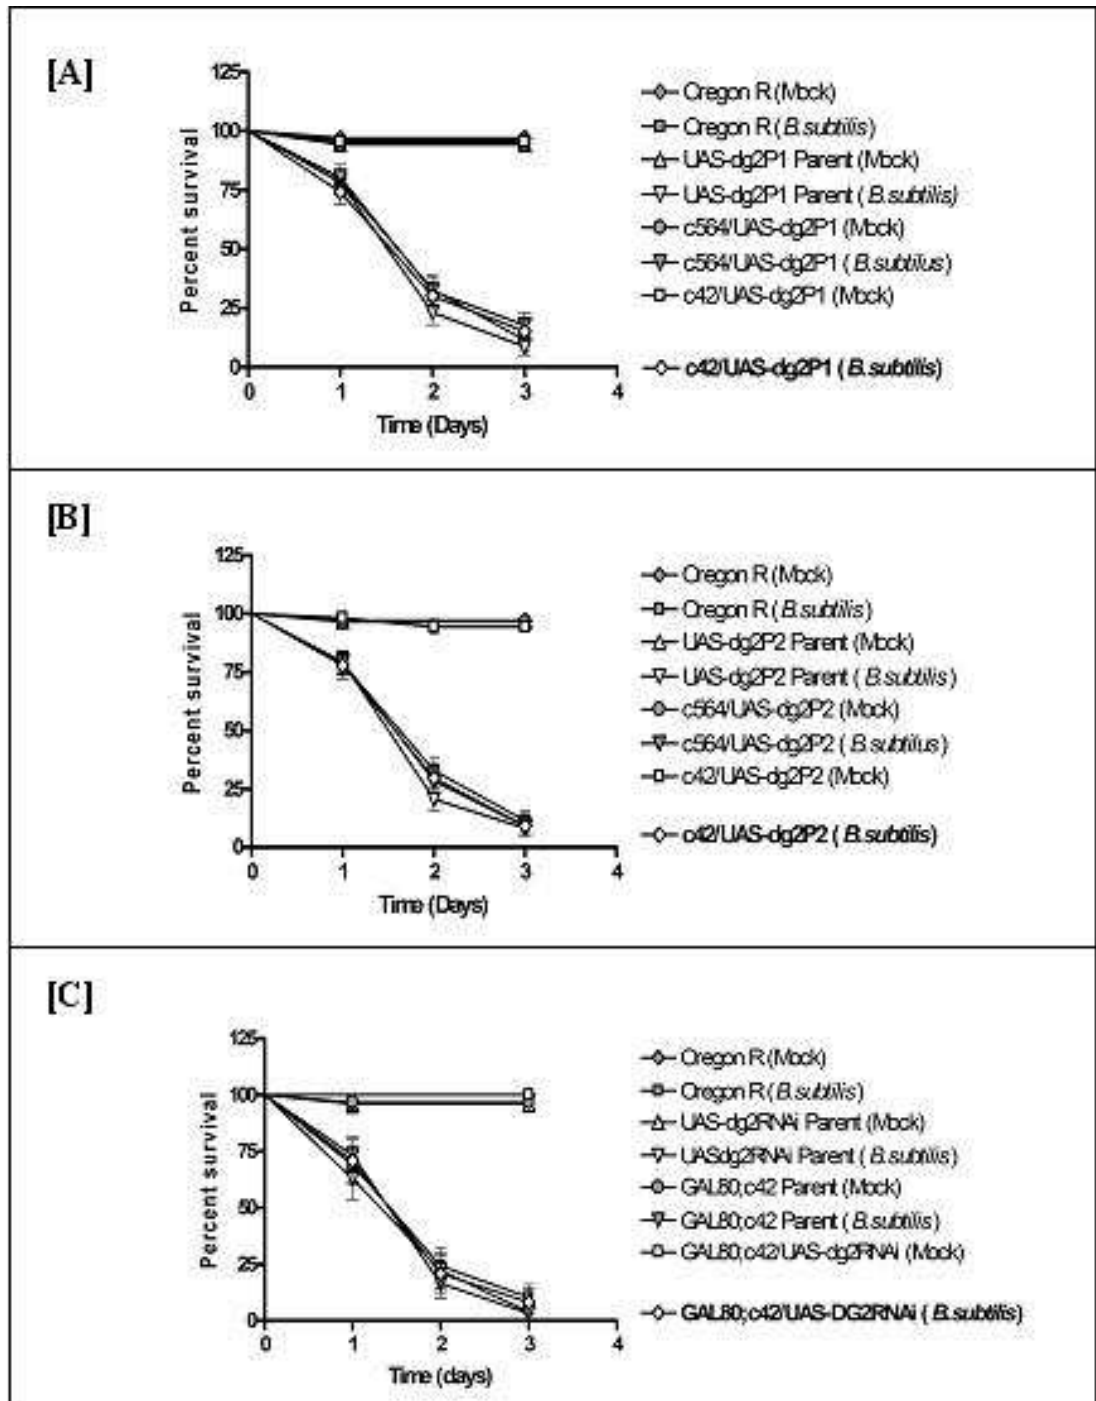 [A]
125
100
75
50
25
0
Percent survival
0 1 2 3 4
Time (Days)
Oregon R (Mock)
Oregon R (B.subtilis)
UAS-dg2P1 Parent (Mock)
UAS-dg2P1 Parent (B.subtilis)
c564/UAS-dg2P1 (Mock)
c564/UAS-dg2P1 (B.subtilus)
c42/UAS-dg2P1 (Mock)
c42/UAS-dg2P1 (B.subtilis)
[B]
125
100
75
50
25
0
Percent survival
0 1 2 3 4
Time (Days)
Oregon R (Mock)
Oregon R (B.subtilis)
UAS-dg2P2 Parent (Mock)
UAS-dg2P2 Parent (B.subtilis)
c564/UAS-dg2P2 (Mock)
c564/UAS-dg2P2 (B.subtilus)
c42/UAS-dg2P2 (Mock)
c42/UAS-dg2P2 (B.subtilis)
[C]
125
100
75
50
25
0
Percent survival
0 1 2 3 4
Time (days)
Oregon R (Mock)
Oregon R (B.subtilis)
UAS-dg2RNAi Parent (Mock)
UASdg2RNAi Parent (B.subtilis)
GAL80;c42 Parent (Mock)
GAL80;c42 Parent (B.subtilis)
GAL80;c42/UAS-dg2RNAi (Mock)
GAL80;c42/UAS-DG2RNAi (B.subtilis)